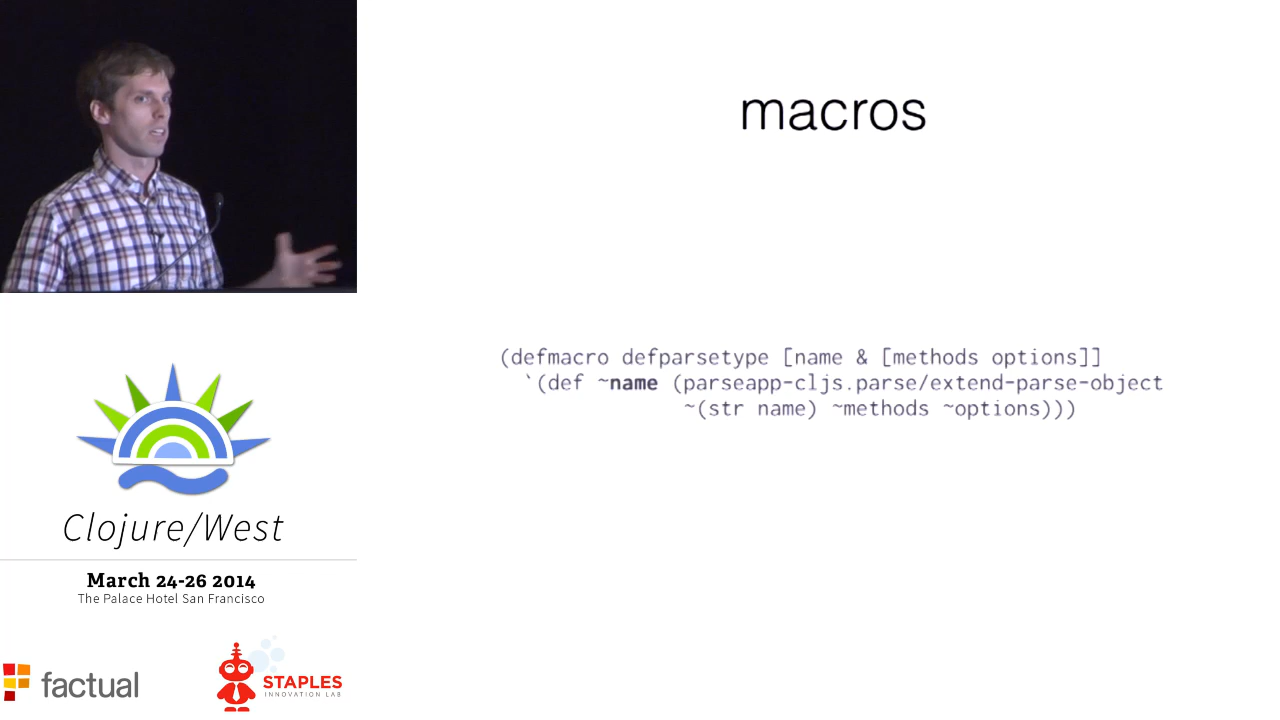 macros
(defmacro defparsetype [name & [methods options]]
`(def ~name (parseapp-cljs.parse/extend-parse-object
~(str name) ~methods ~options)))
Clojure/West
March 24-26 2014
The Palace Hotel San Francisco
factual
STAPLES
INNOVATION LAB